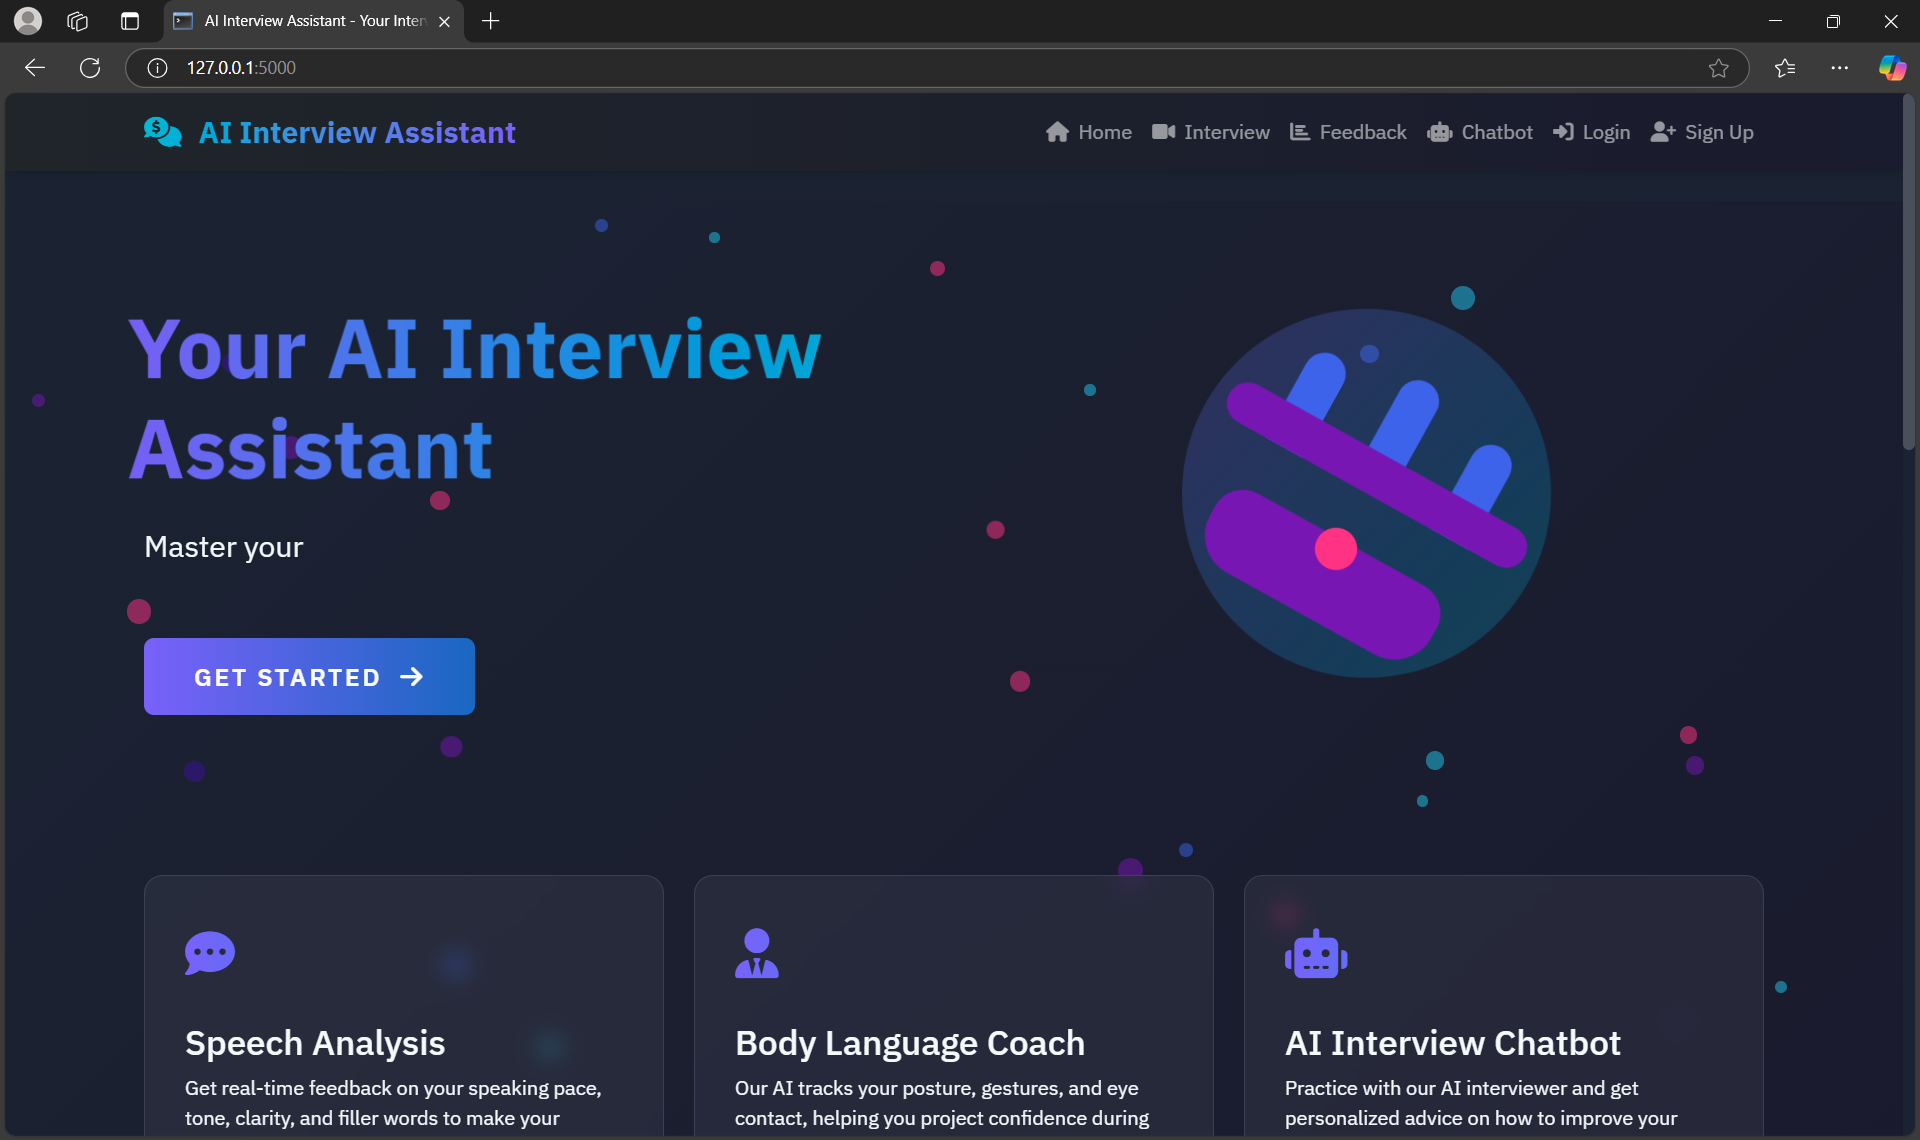 AI Interview Assistant - Your Inter
127.0.0.1:5000
AI Interview Assistant
Home
Interview
Feedback
Chatbot
Login
Sign Up
Your AI Interview
Assistant
Master your
GET STARTED
Speech Analysis
Get real-time feedback on your speaking pace,
tone, clarity, and filler words to make your
Body Language Coach
Our AI tracks your posture, gestures, and eye
contact, helping you project confidence during
AI Interview Chatbot
Practice with our AI interviewer and get
personalized advice on how to improve your